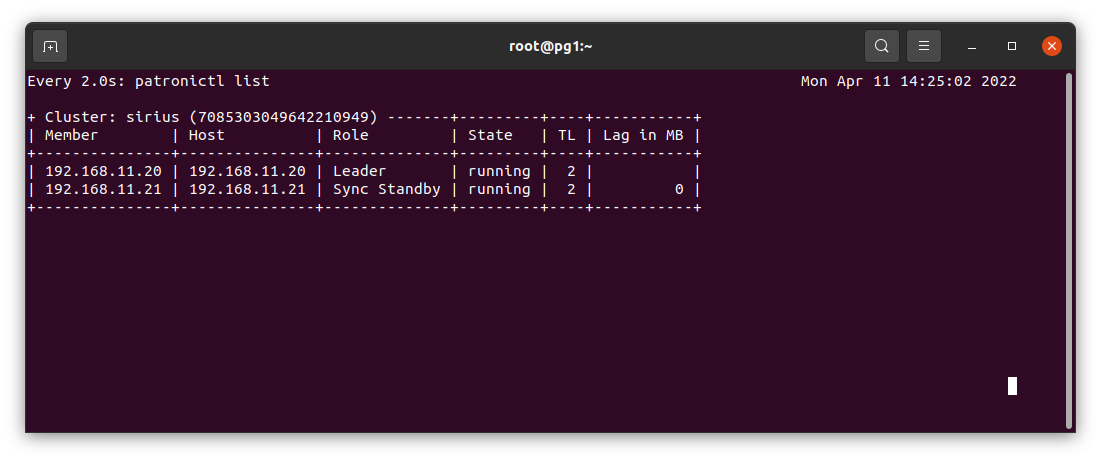 root@pg1:~
Every 2.0s: patronictl list                                                           Mon Apr 11 14:25:02 2022
+ Cluster: sirius (7085303049642210949) -------+---------+----+-----------+
| Member        | Host          | Role         | State   | TL | Lag in MB |
+---------------+---------------+--------------+---------+----+-----------+
| 192.168.11.20 | 192.168.11.20 | Leader       | running |  2 |           |
| 192.168.11.21 | 192.168.11.21 | Sync Standby | running |  2 |         0 |
+---------------+---------------+--------------+---------+----+-----------+